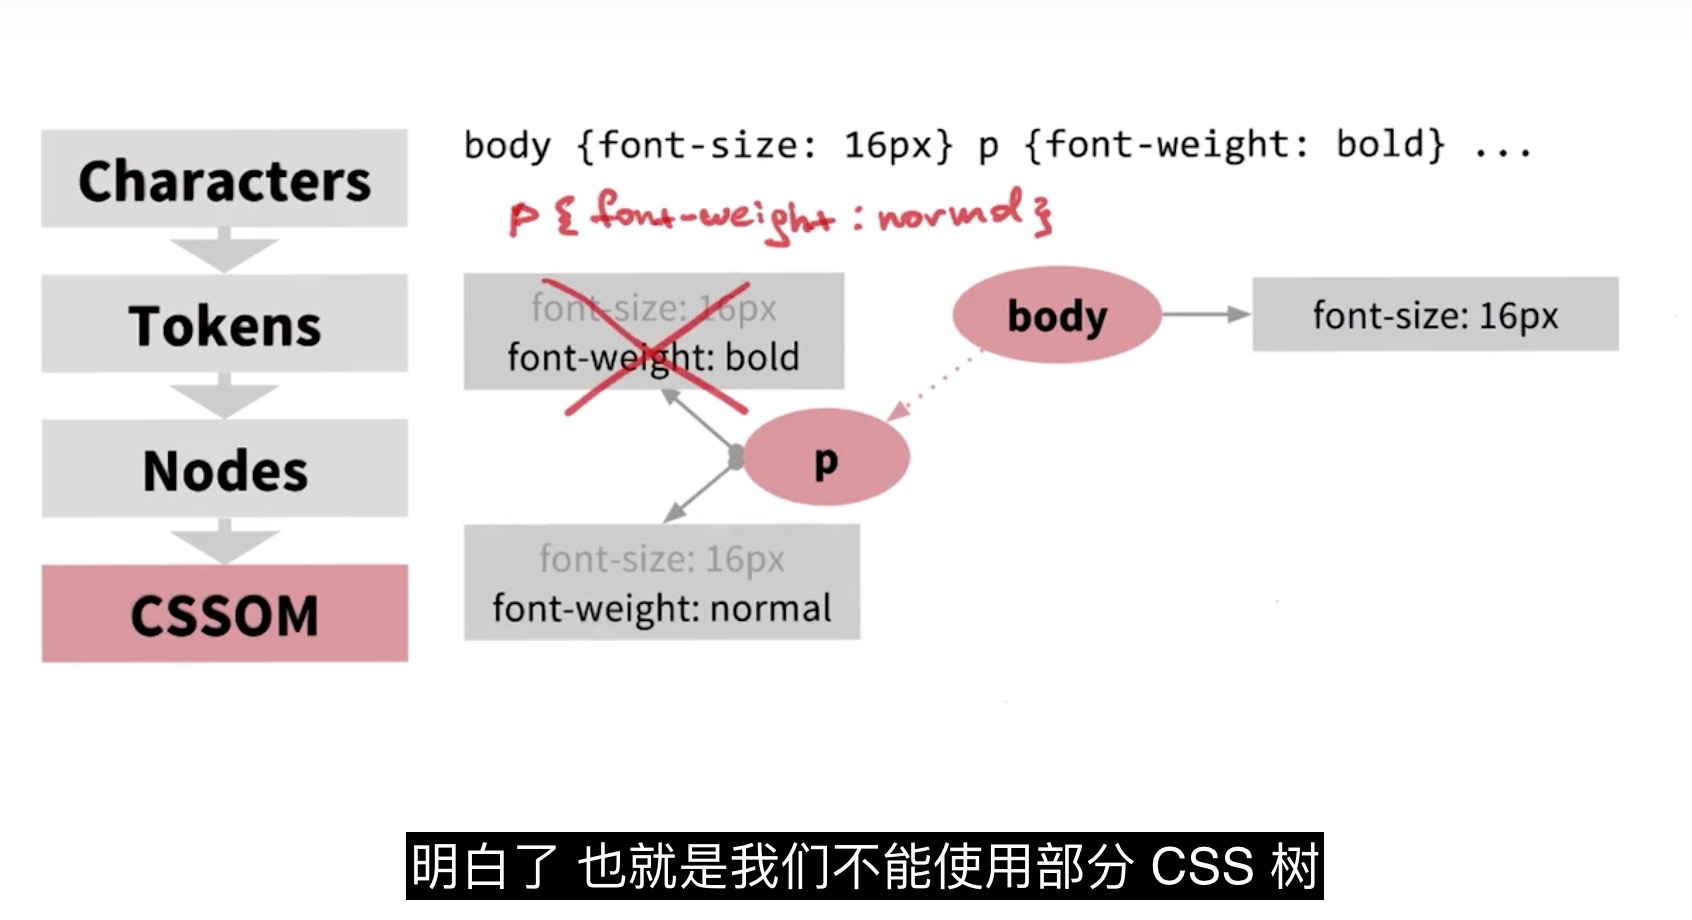 Characters
Tokens
Nodes
CSSOM
body {font-size: 16px} p {font-weight: bold} ...
p { font-weight : normal }
font-size: 16px
font-weight: bold
body
font-size: 16px
p
font-size: 16px
font-weight: normal
明白了 也就是我们不能使用部分 CSS 树